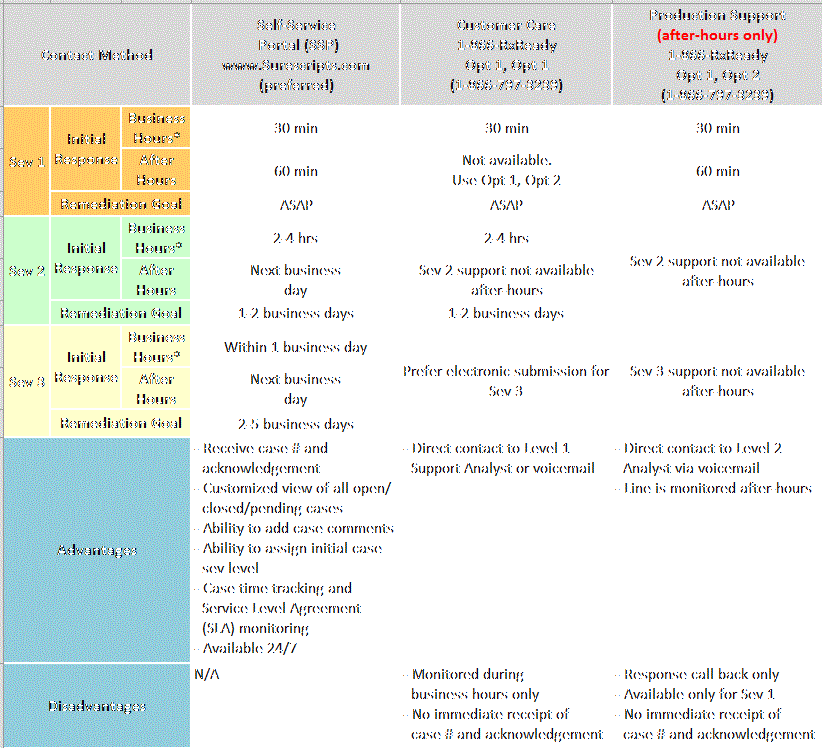 Contact Method
Self Service
Portal (SSP)
www.Surescripts.com
(preferred)
Customer Care
1-866-RxReady
Opt 1, Opt 1
(1-866-797-3239)
Production Support
(after-hours only)
1-866-RxReady
Opt 1, Opt 2
(1-866-797-3239)
Sev 1
Initial
Response
Business
Hours*
30 min
30 min
30 min
After
Hours
60 min
Not available.
Use Opt 1, Opt 2
60 min
Remediation Goal
ASAP
ASAP
ASAP
Sev 2
Initial
Response
Business
Hours*
2-4 hrs
2-4 hrs
Sev 2 support not available
after-hours
After
Hours
Next business
day
Sev 2 support not available
after-hours
Remediation Goal
1-2 business days
1-2 business days
Sev 3
Initial
Response
Business
Hours*
Within 1 business day
Prefer electronic submission for
Sev 3
Sev 3 support not available
after-hours
After
Hours
Next business
day
Remediation Goal
2-5 business days
Advantages
- Receive case # and
acknowledgement
- Customized view of all open/
closed/pending cases
- Ability to add case comments
- Ability to assign initial case
sev level
- Case time tracking and
Service Level Agreement
(SLA) monitoring
- Available 24/7
- Direct contact to Level 1
Support Analyst or voicemail
- Direct contact to Level 2
Analyst via voicemail
- Line is monitored after-hours
Disadvantages
N/A
- Monitored during
business hours only
- No immediate receipt of
case # and acknowledgement
- Response call back only
- Available only for Sev 1
- No immediate receipt of
case # and acknowledgement